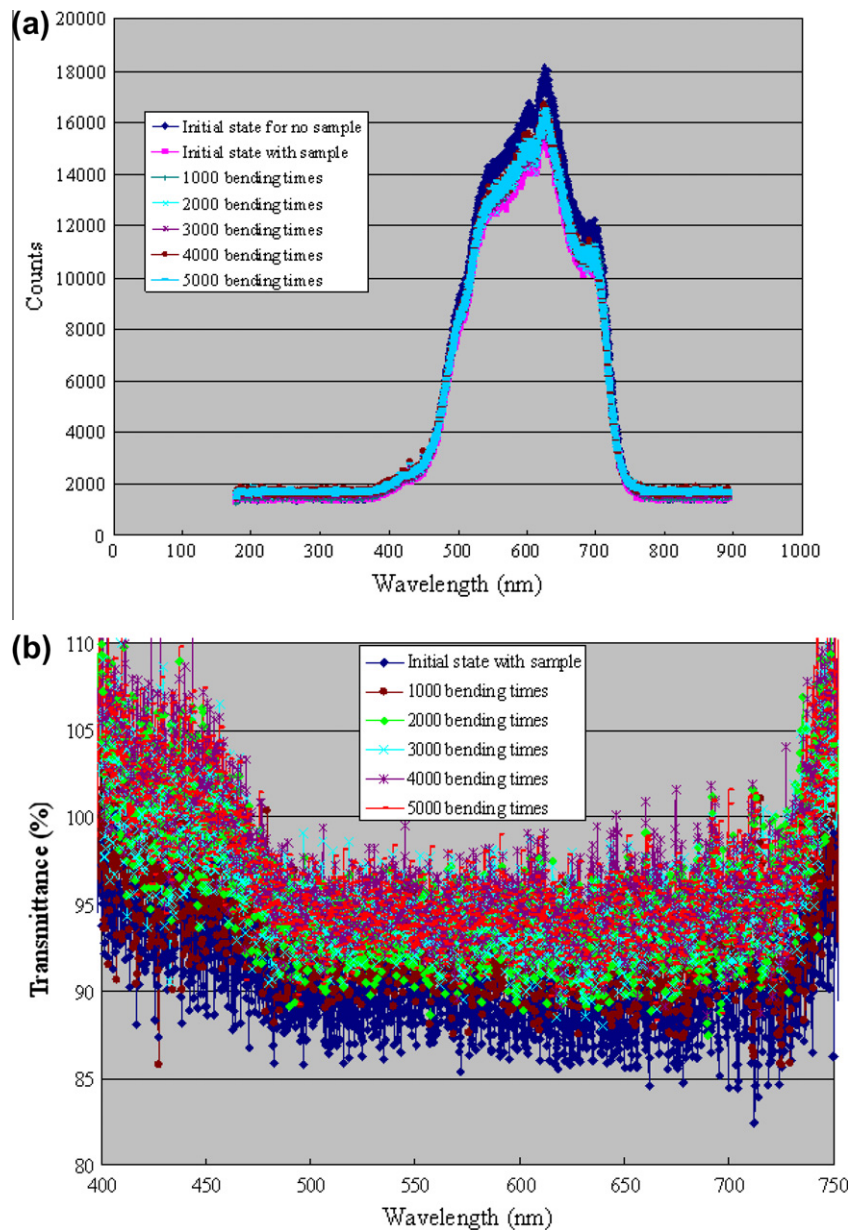 (a)
20000
18000
16000
14000
12000
10000
8000
6000
4000
2000
0
Counts
Initial state for no sample
Initial state with sample
1000 bending times
2000 bending times
3000 bending times
4000 bending times
5000 bending times
0 100 200 300 400 500 600 700 800 900 1000
Wavelength (nm)
(b)
110
105
100
95
90
85
80
Transmittance (%)
Initial state with sample
1000 bending times
2000 bending times
3000 bending times
4000 bending times
5000 bending times
400 450 500 550 600 650 700 750
Wavelength (nm)